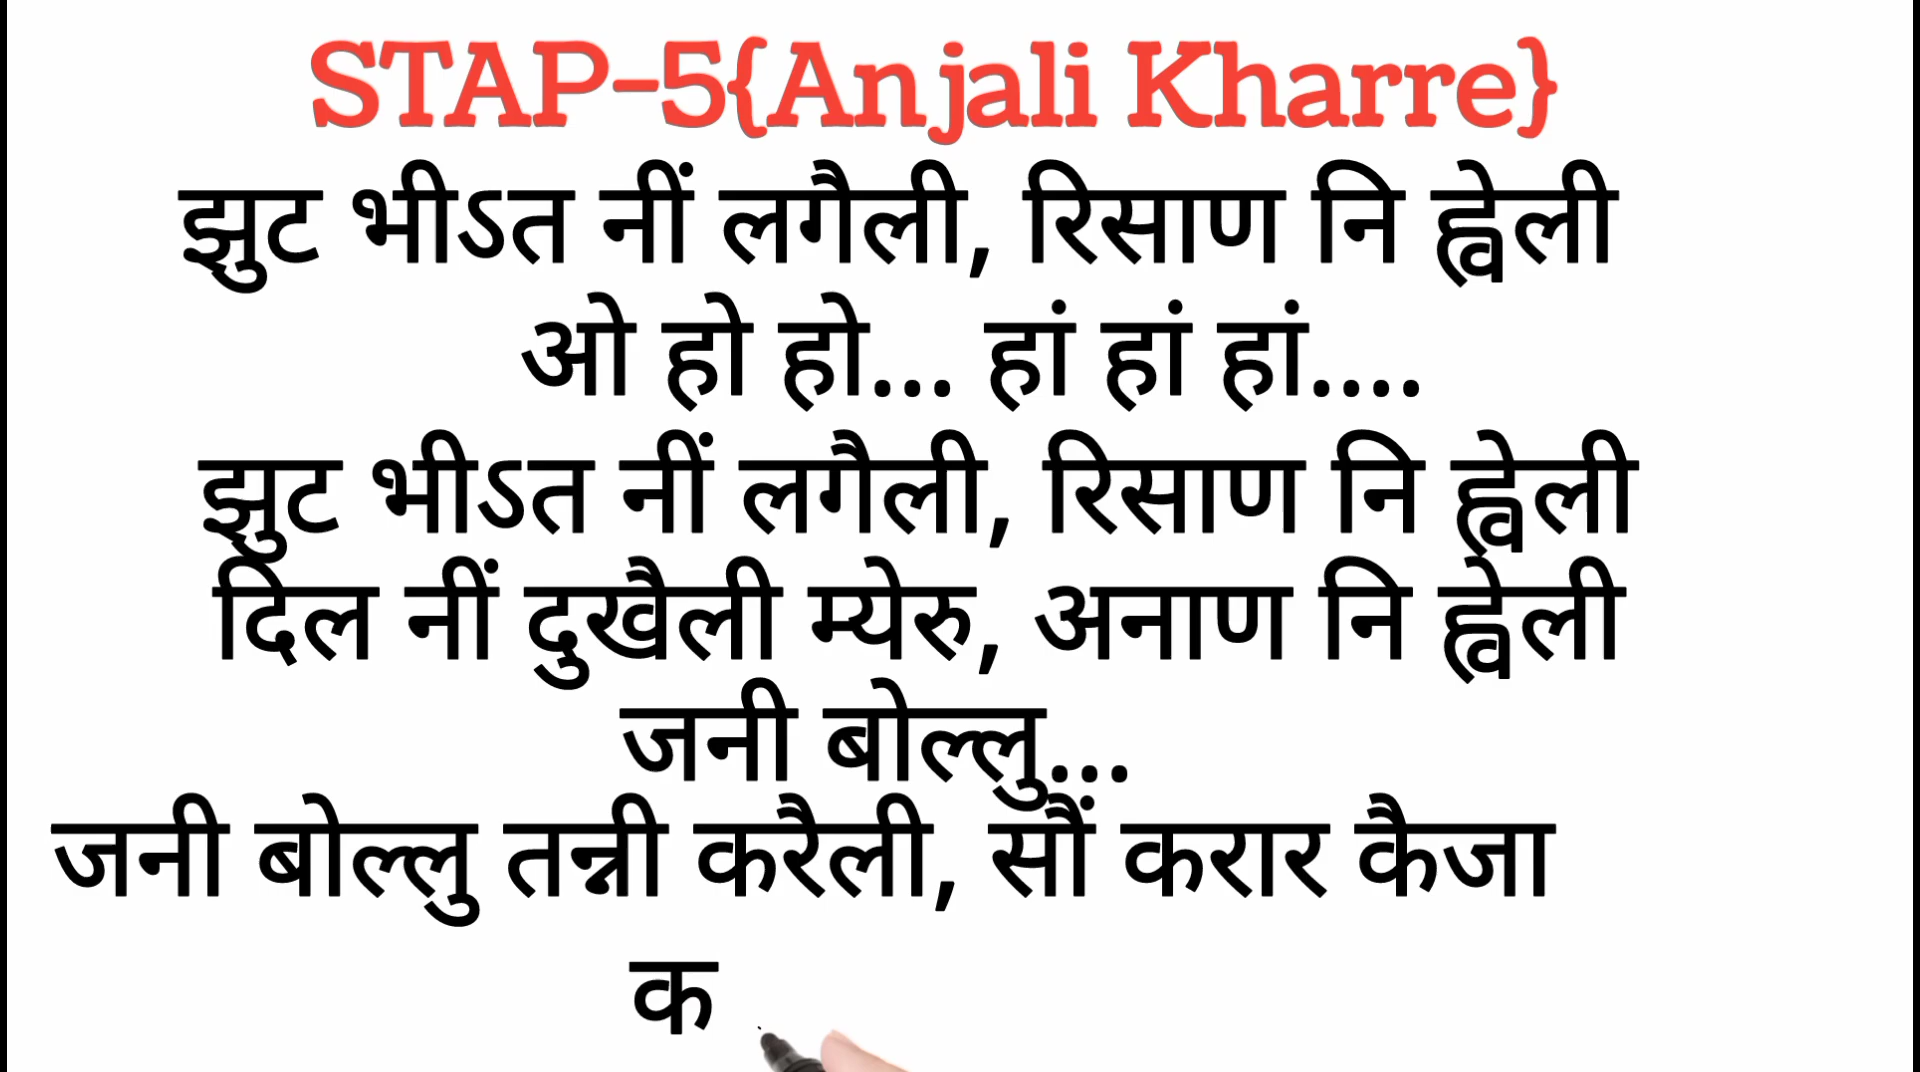 STAP-5{Anjali Kharre}
झुट भीऽत नीं लगैली, रिसाण नि ह्वेली
ओ हो हो... हां हां हां....
झुट भीऽत नीं लगैली, रिसाण नि ह्वेली
दिल नीं दुखैली म्येरु, अनाण नि ह्वेली
जनी बोल्लु...
जनी बोल्लु तन्नी करैली, सौं करार कैजा
क